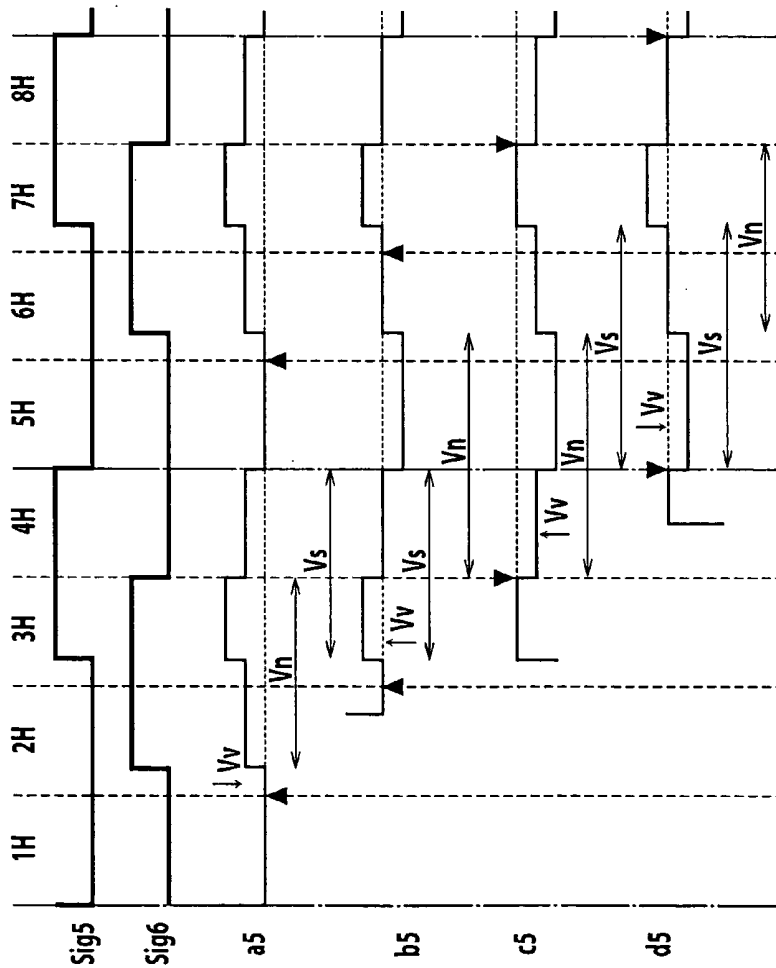 1H 2H 3H 4H 5H 6H 7H 8H
Sig5
Sig6
a5
↓Vv
Vn
Vs
b5
↑Vv
Vs
Vn
c5
↑Vv
Vn
Vs
d5
↓Vv
Vs
Vn